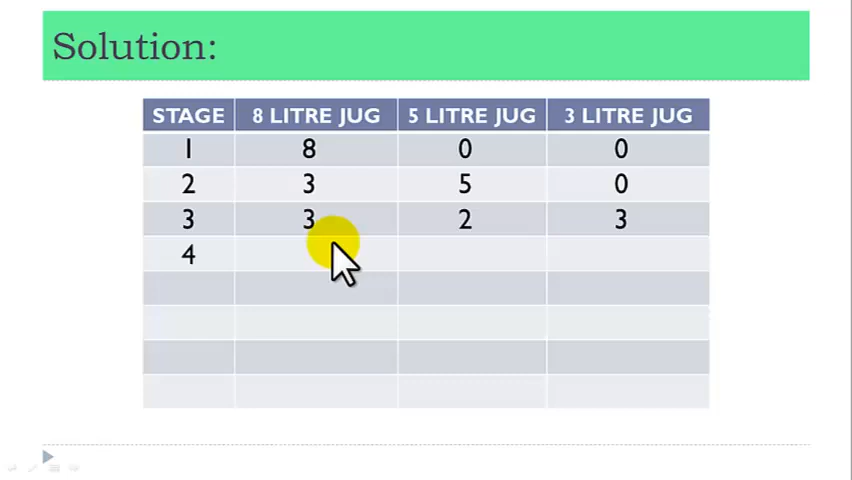 Solution:
STAGE 8 LITRE JUG 5 LITRE JUG 3 LITRE JUG
1 8 0 0
2 3 5 0
3 3 2 3
4